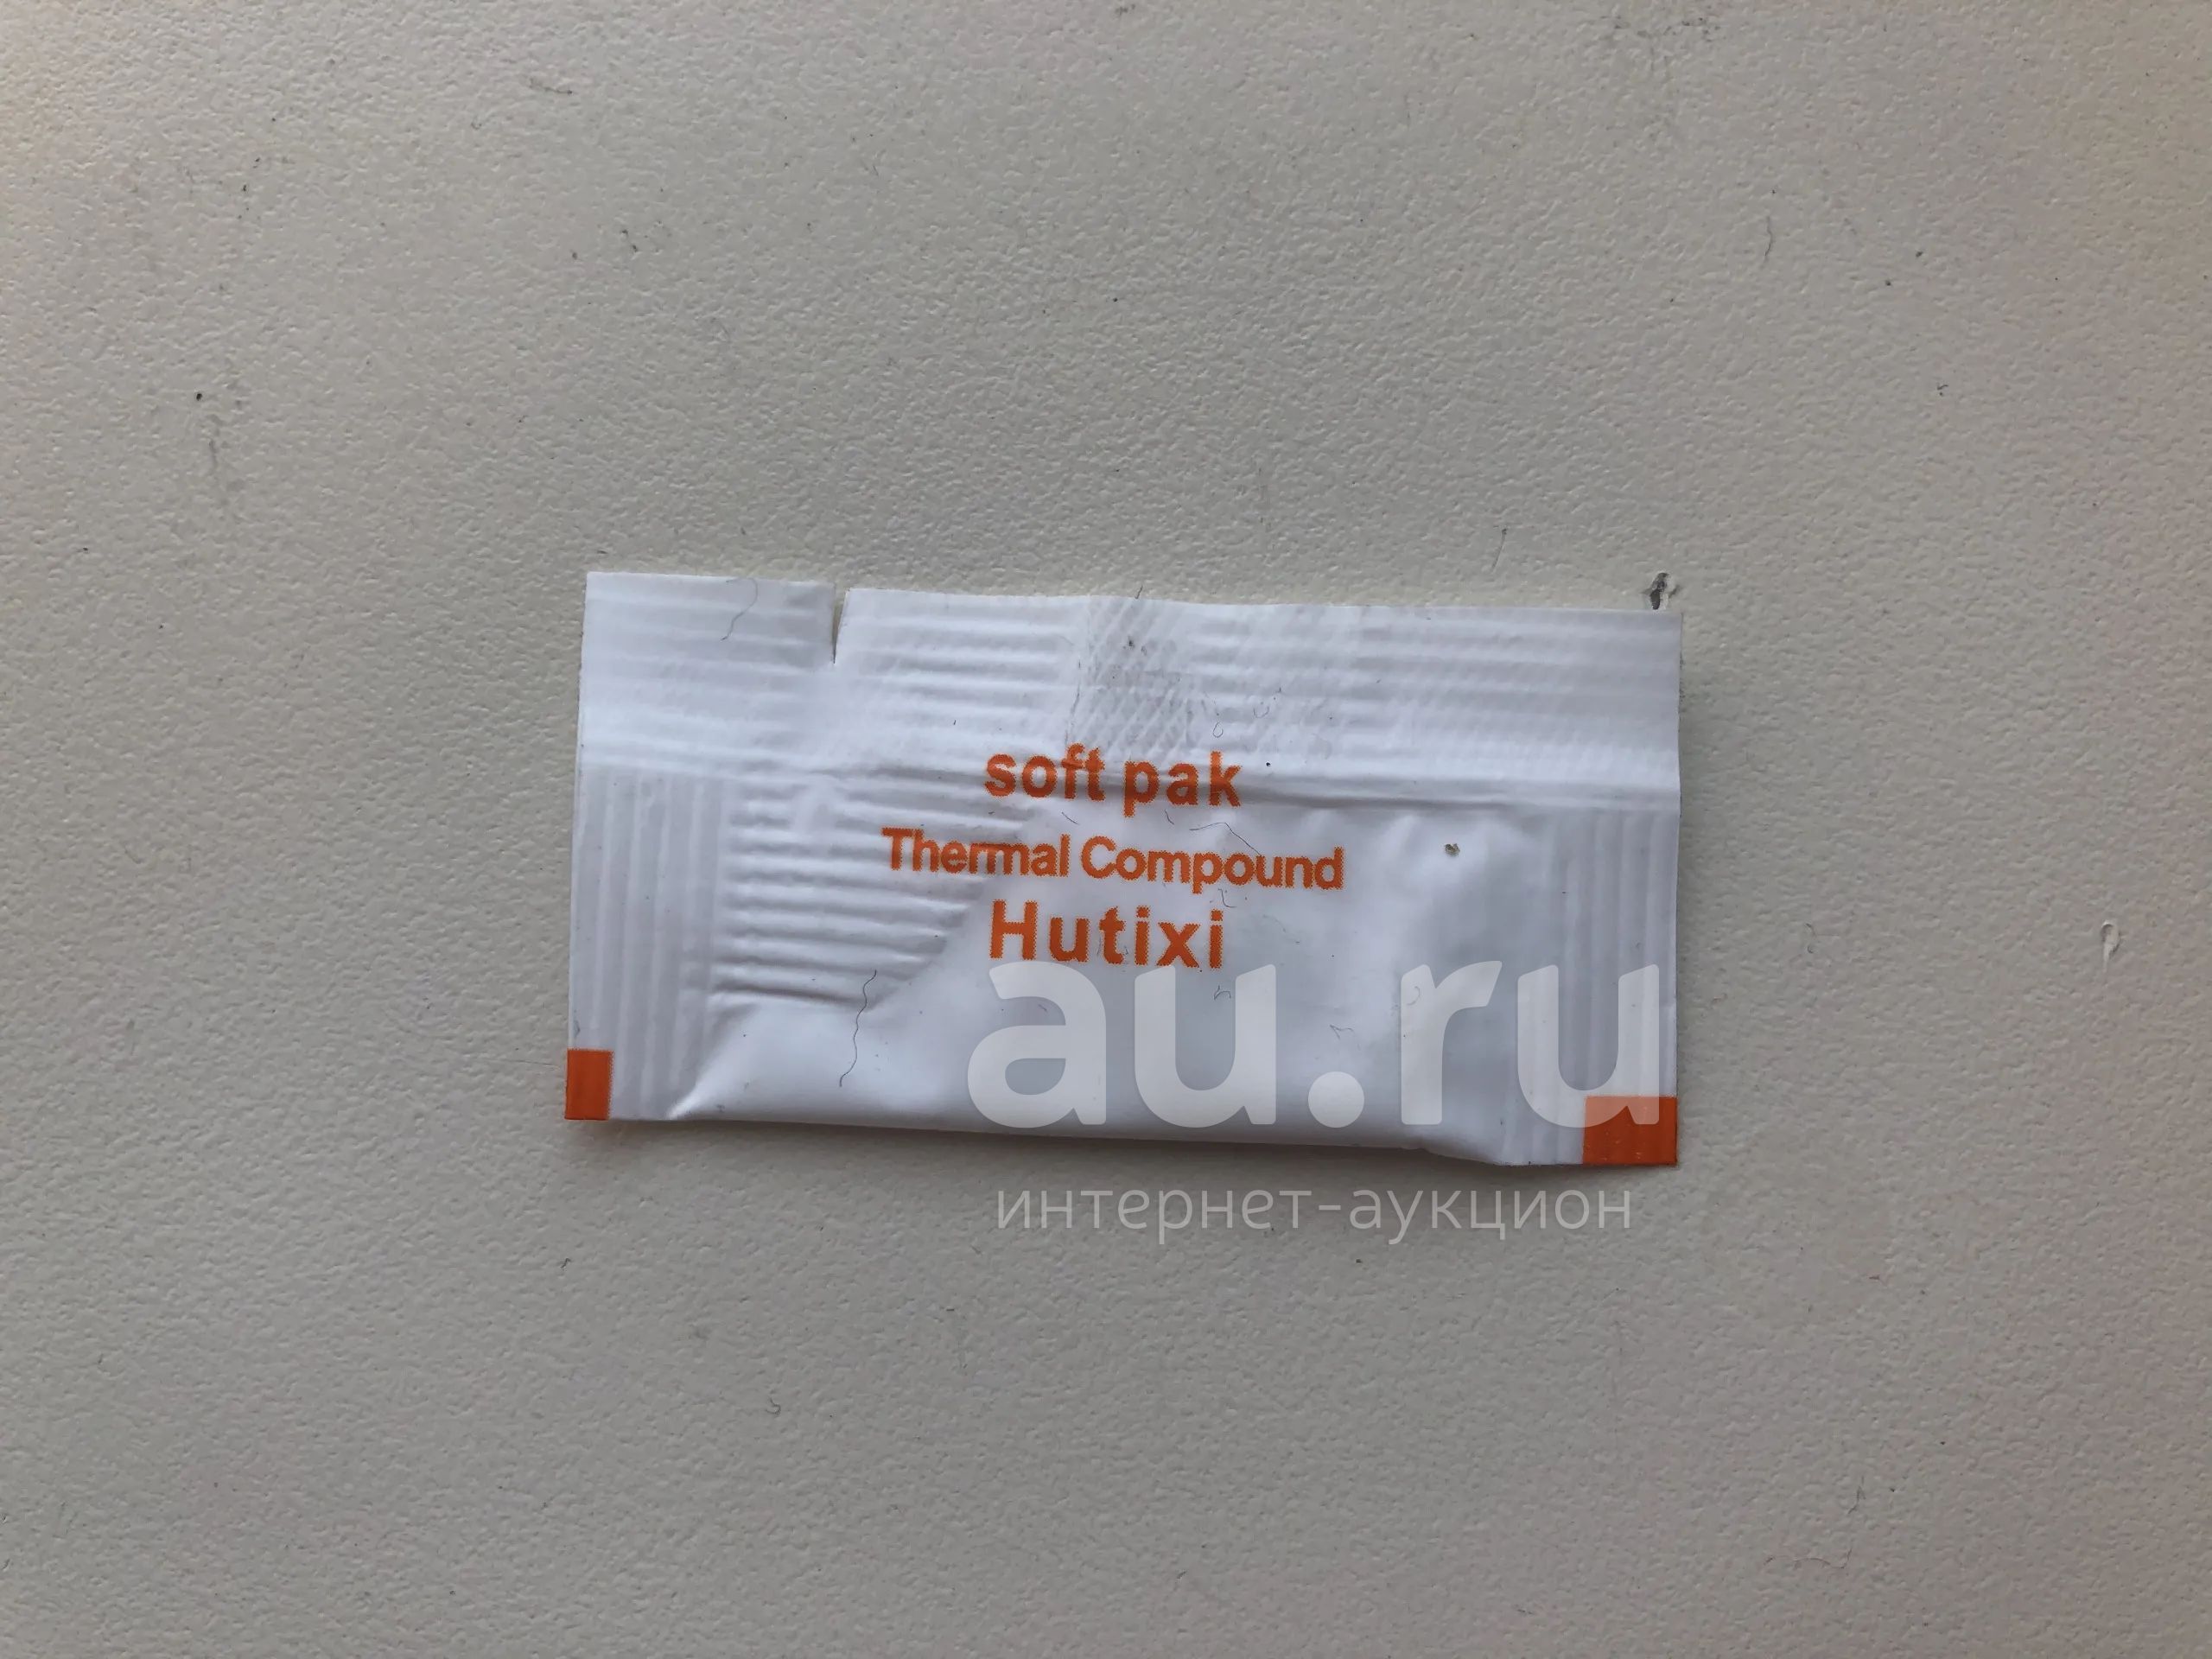 soft pak
Thermal Compound
Hutixi
au.ru
интернет-аукцион